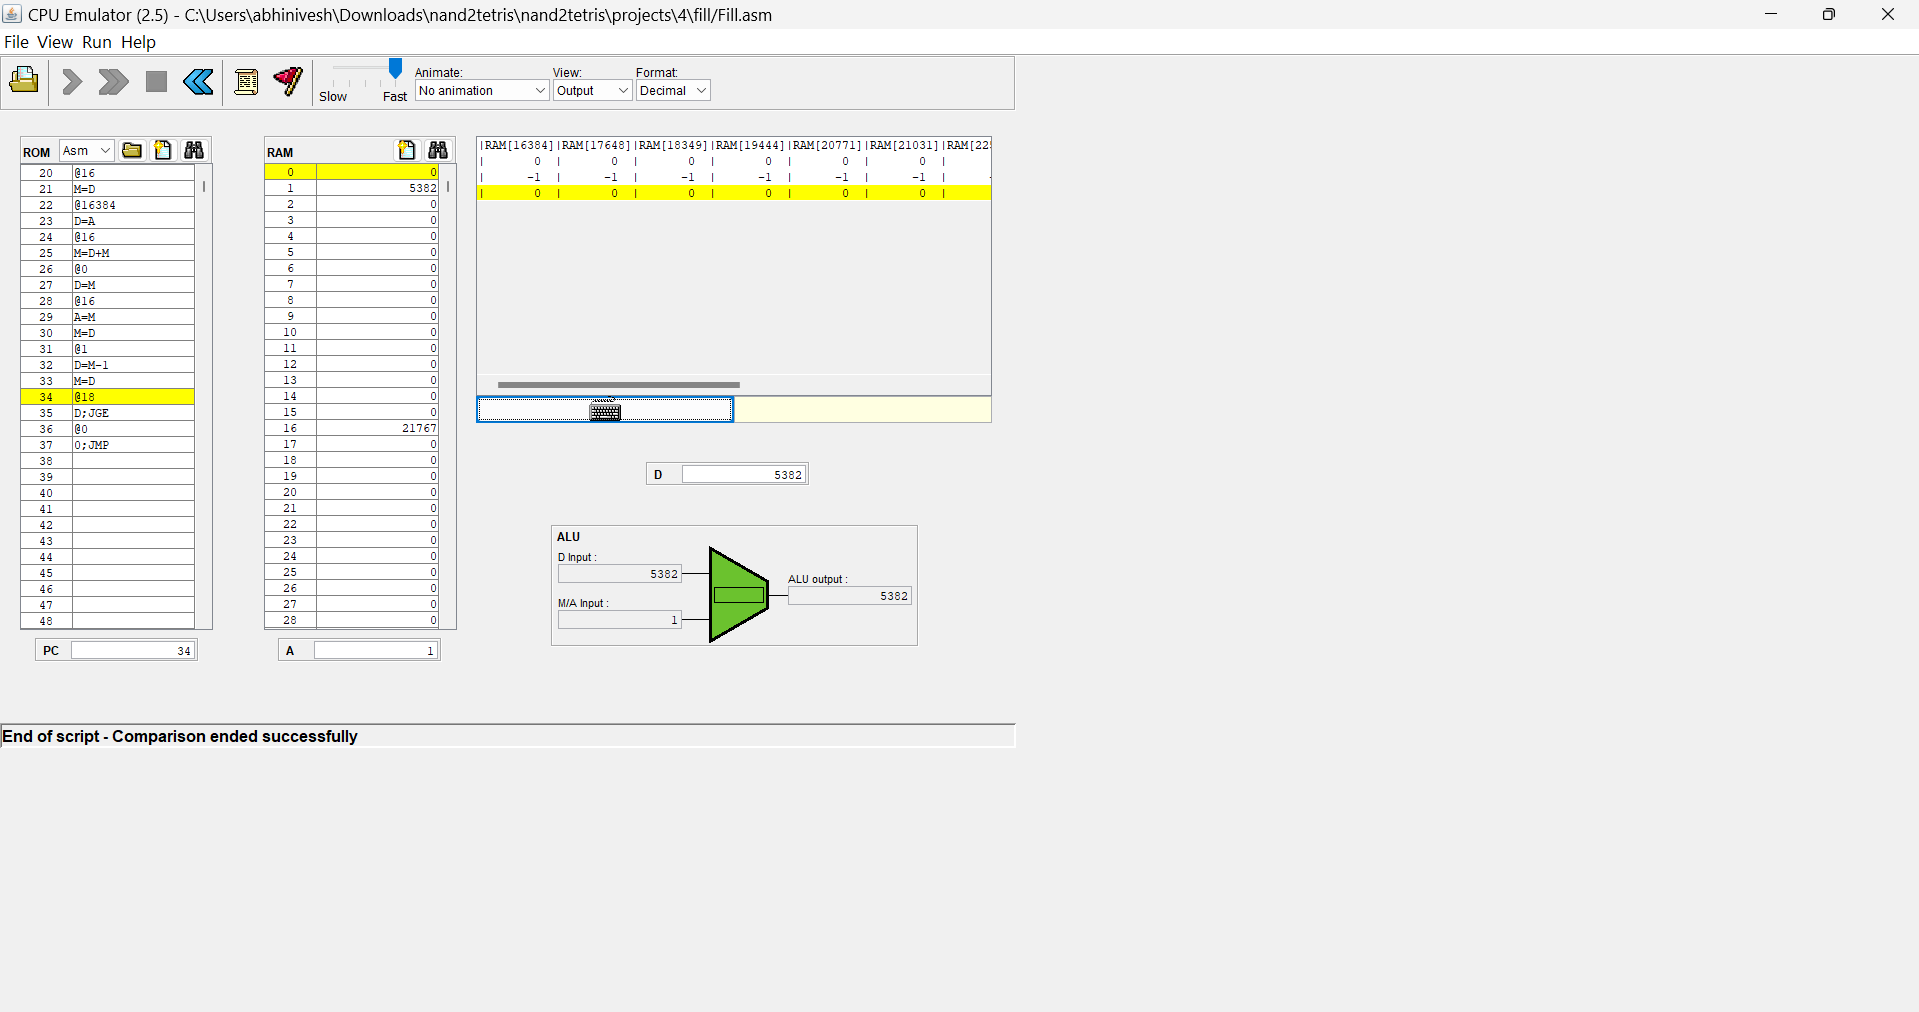 CPU Emulator (2.5) - C:\Users\abhinivesh\Downloads\nand2tetris\nand2tetris\projects\4\fill/Fill.asm
File View Run Help
Slow Fast
Animate: View: Format:
No animation Output Decimal
ROM Asm
20 @16
21 M=D
22 @16384
23 D=A
24 @16
25 M=D+M
26 @0
27 D=M
28 @16
29 A=M
30 M=D
31 @1
32 D=M-1
33 M=D
34 @18
35 D;JGE
36 @0
37 0;JMP
38
39
40
41
42
43
44
45
46
47
48
PC 34
RAM
0 0
1 5382
2 0
3 0
4 0
5 0
6 0
7 0
8 0
9 0
10 0
11 0
12 0
13 0
14 0
15 0
16 21767
17 0
18 0
19 0
20 0
21 0
22 0
23 0
24 0
25 0
26 0
27 0
28 0
A 1
|RAM[16384]|RAM[17648]|RAM[18349]|RAM[19444]|RAM[20771]|RAM[21031]|RAM[22
| 0 | 0 | 0 | 0 | 0 | 0 |
| -1 | -1 | -1 | -1 | -1 | -1 |
| 0 | 0 | 0 | 0 | 0 | 0 |
D 5382
ALU
D Input :
5382
M/A Input :
1
ALU output :
5382
End of script - Comparison ended successfully